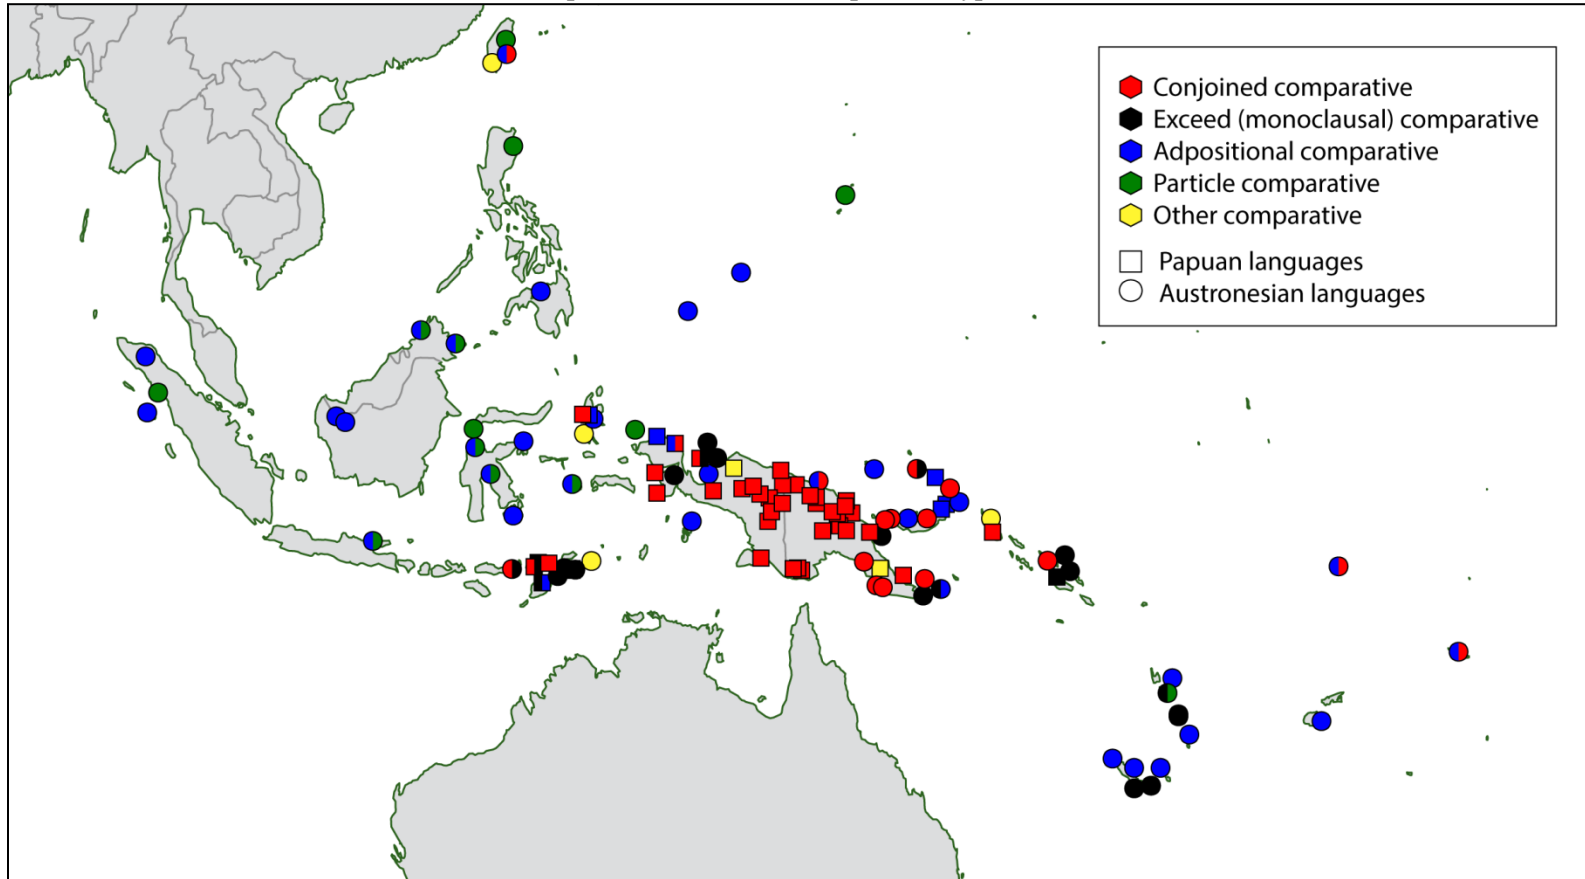 Conjoined comparative
Exceed (monoclausal) comparative
Adpositional comparative
Particle comparative
Other comparative
Papuan languages
Austronesian languages